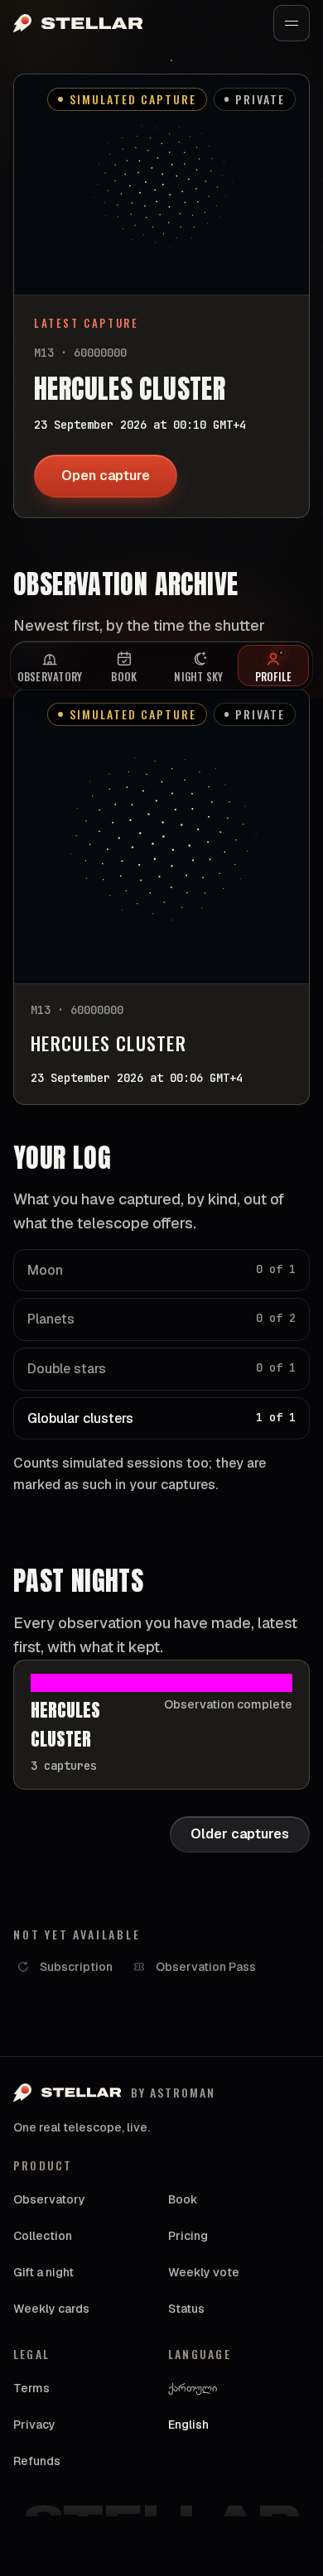 STELLAR
SIMULATED CAPTURE
PRIVATE
LATEST CAPTURE
M13 · 60000000
HERCULES CLUSTER
23 September 2026 at 00:10 GMT+4
Open capture
OBSERVATION ARCHIVE
Newest first, by the time the shutter
OBSERVATORY
BOOK
NIGHT SKY
PROFILE
SIMULATED CAPTURE
PRIVATE
M13 · 60000000
HERCULES CLUSTER
23 September 2026 at 00:06 GMT+4
YOUR LOG
What you have captured, by kind, out of
what the telescope offers.
Moon 0 of 1
Planets 0 of 2
Double stars 0 of 1
Globular clusters 1 of 1
Counts simulated sessions too; they are
marked as such in your captures.
PAST NIGHTS
Every observation you have made, latest
first, with what it kept.
HERCULES
CLUSTER
Observation complete
3 captures
Older captures
NOT YET AVAILABLE
Subscription
Observation Pass
STELLAR BY ASTROMAN
One real telescope, live.
PRODUCT
Observatory
Book
Collection
Pricing
Gift a night
Weekly vote
Weekly cards
Status
LEGAL
LANGUAGE
Terms
ქართული
Privacy
English
Refunds
STELLAR